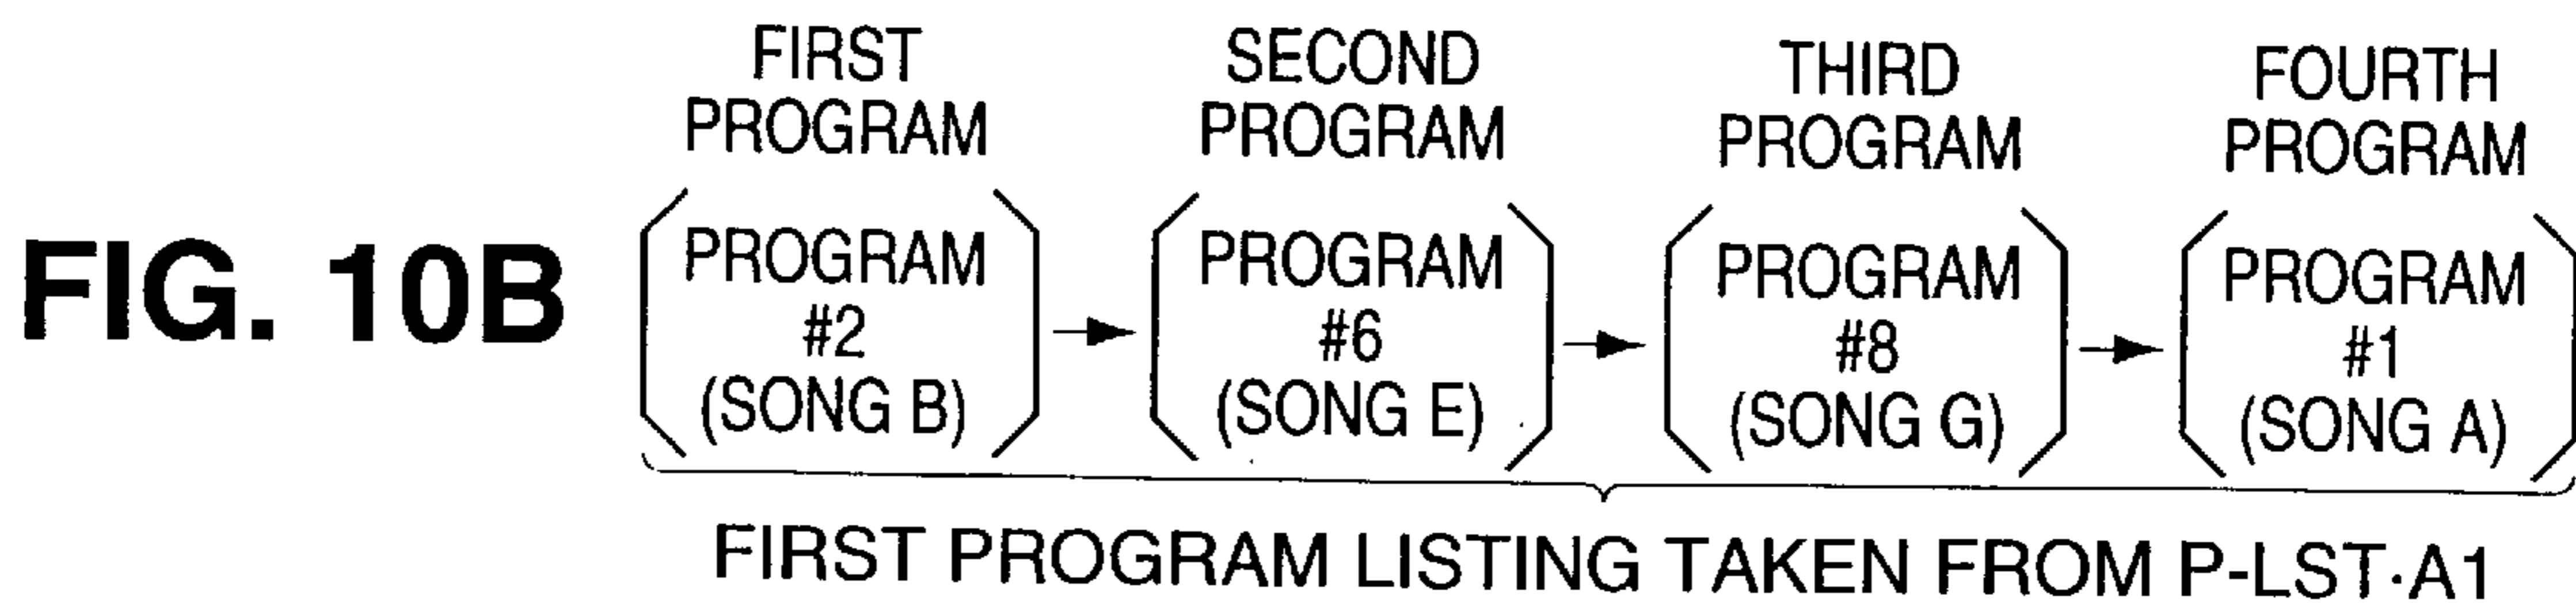 FIG. 10B
FIRST
PROGRAM
PROGRAM
#2
(SONG B)
SECOND
PROGRAM
PROGRAM
#6
(SONG E)
THIRD
PROGRAM
PROGRAM
#8
(SONG G)
FOURTH
PROGRAM
PROGRAM
#1
(SONG A)
FIRST PROGRAM LISTING TAKEN FROM P-LST·A1